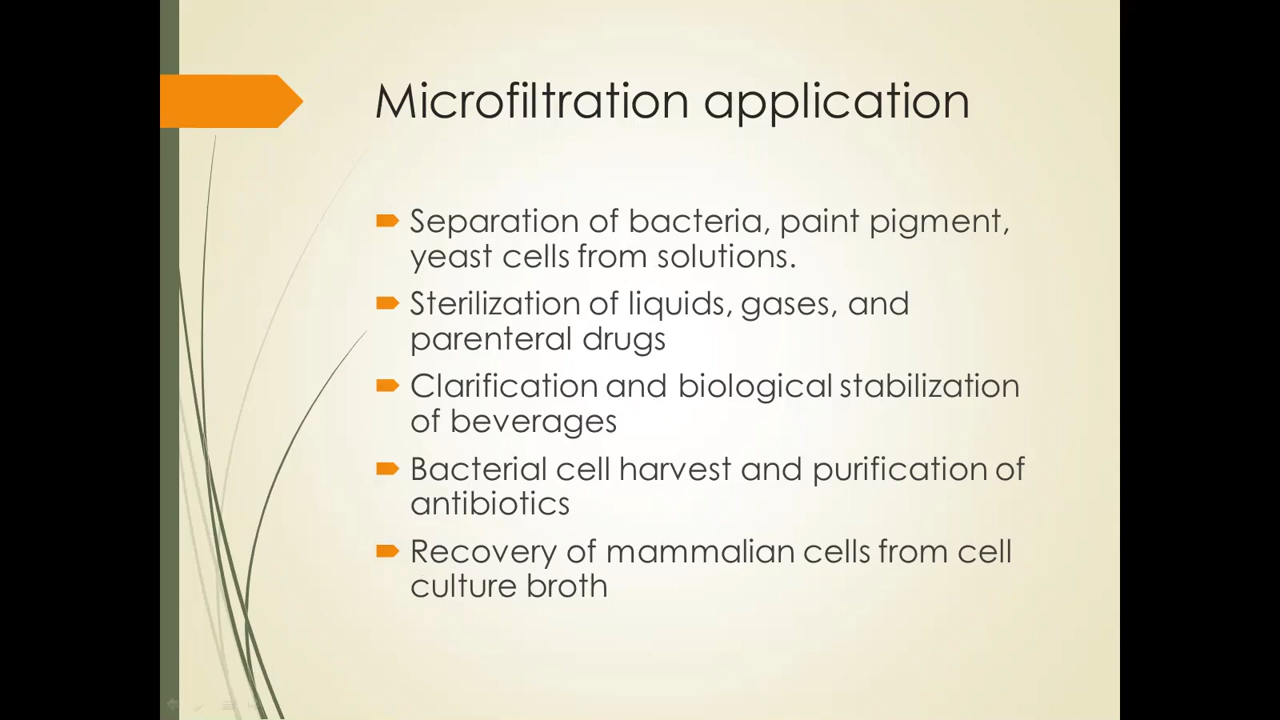 Microfiltration application
Separation of bacteria, paint pigment,
yeast cells from solutions.
Sterilization of liquids, gases, and
parenteral drugs
Clarification and biological stabilization
of beverages
Bacterial cell harvest and purification of
antibiotics
Recovery of mammalian cells from cell
culture broth